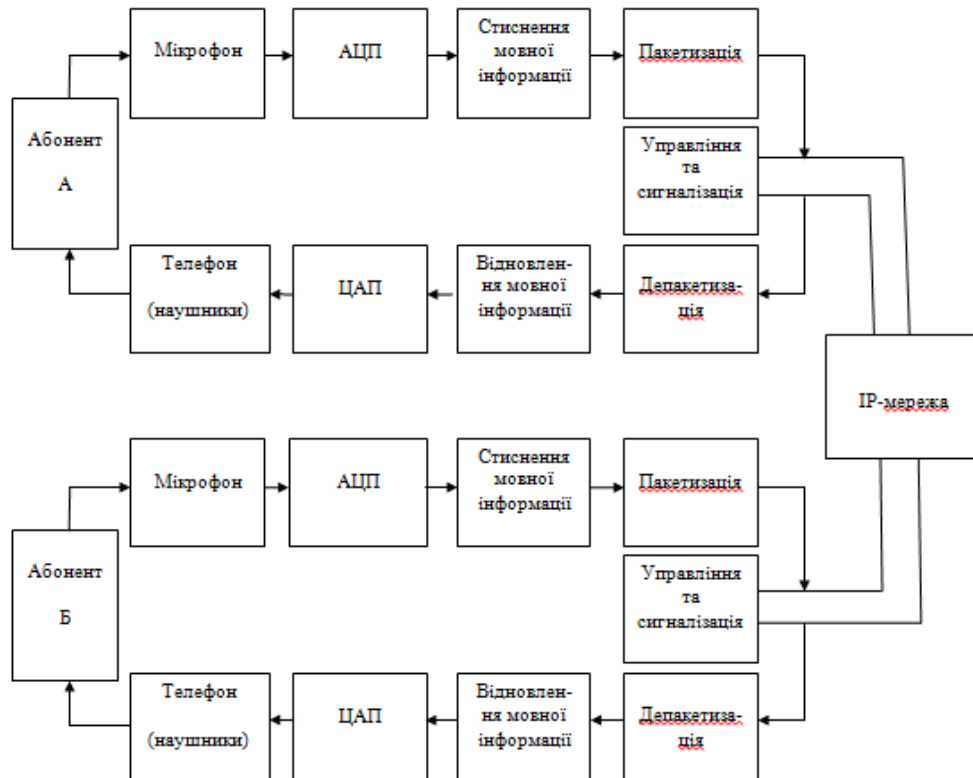 Мікрофон
АЦП
Стиснення
мовної
інформації
Пакетизація
Абонент
А
Управління
та
сигналізація
Телефон
(наушники)
ЦАП
Відновлен-
ня мовної
інформації
Депакетиза-
ція
IP-мережа
Мікрофон
АЦП
Стиснення
мовної
інформації
Пакетизація
Абонент
Б
Управління
та
сигналізація
Телефон
(наушники)
ЦАП
Відновлен-
ня мовної
інформації
Депакетиза-
ція